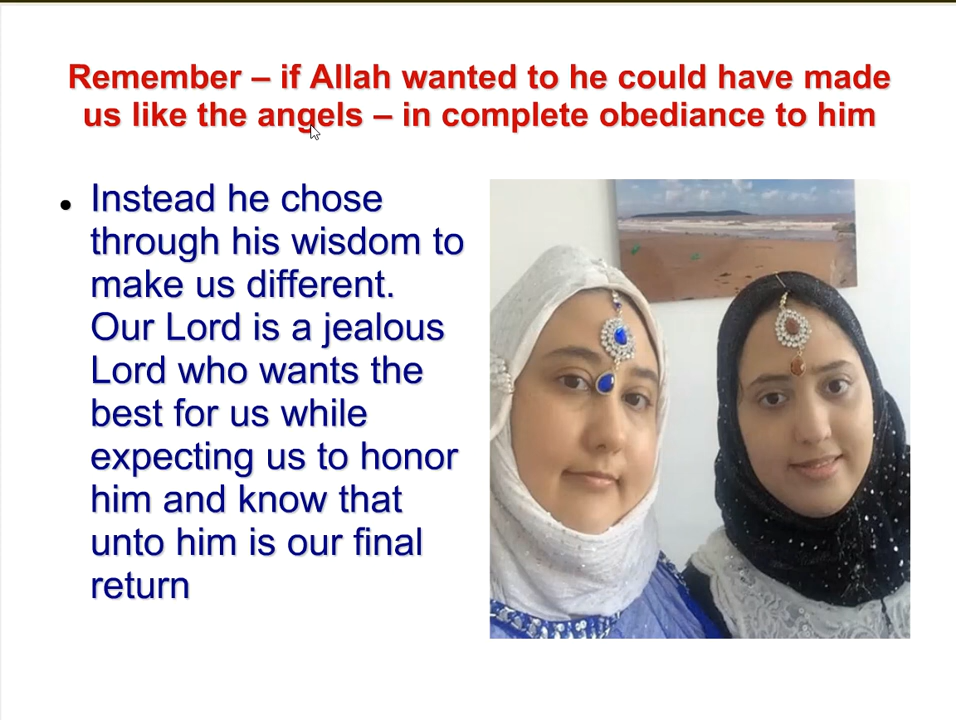 Remember – if Allah wanted to he could have made
us like the angels – in complete obediance to him
Instead he chose
through his wisdom to
make us different.
Our Lord is a jealous
Lord who wants the
best for us while
expecting us to honor
him and know that
unto him is our final
return